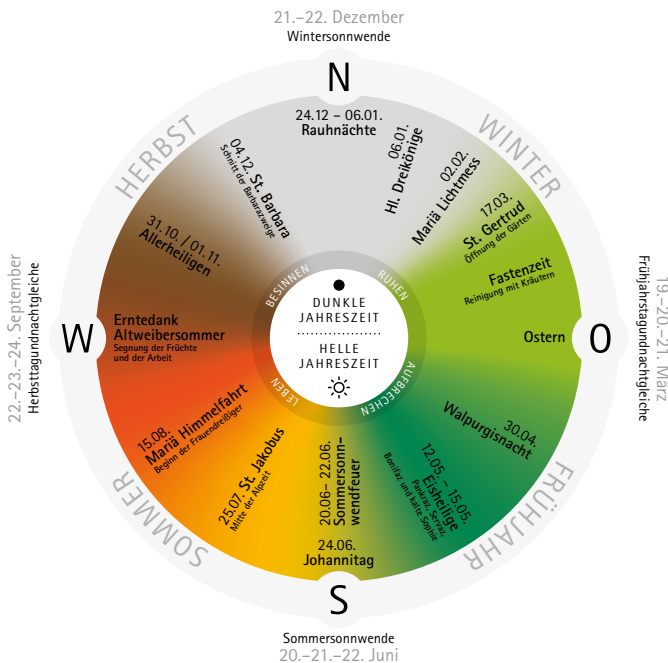 21.–22. Dezember
Wintersonnwende
N
HERBST
WINTER
24.12 – 06.01.
Rauhnächte
06.01.
Hl. Dreikönige
02.02.
Mariä Lichtmess
17.03.
St. Gertrud
Öffnung der Gärten
Fastenzeit
Reinigung mit Kräutern
Ostern
O
19.–20.–21. März
Frühjahrstagundnachtgleiche
30.04.
Walpurgisnacht
12.05. – 15.05.
Eisheilige
Pankraz, Servaz,
Bonifaz und kalte Sophie
FRÜHJAHR
20.06– 22.06.
Sommersonn–
wendfeuer
24.06.
Johannitag
S
Sommersonnwende
20.–21.–22. Juni
SOMMER
25.07. St. Jakobus
Mitte der Alpzeit
15.08.
Mariä Himmelfahrt
Beginn der Frauendreißiger
Erntedank
Altweibersommer
Segnung der Früchte
und der Arbeit
W
22.–23.–24. September
Herbsttagundnachtgleiche
31.10. / 01.11.
Allerheiligen
04.12. St. Barbara
Schnitt der Barbarazweige
BESINNEN
RUHEN
DUNKLE
JAHRESZEIT
HELLE
JAHRESZEIT
LEBEN
AUFBRECHEN